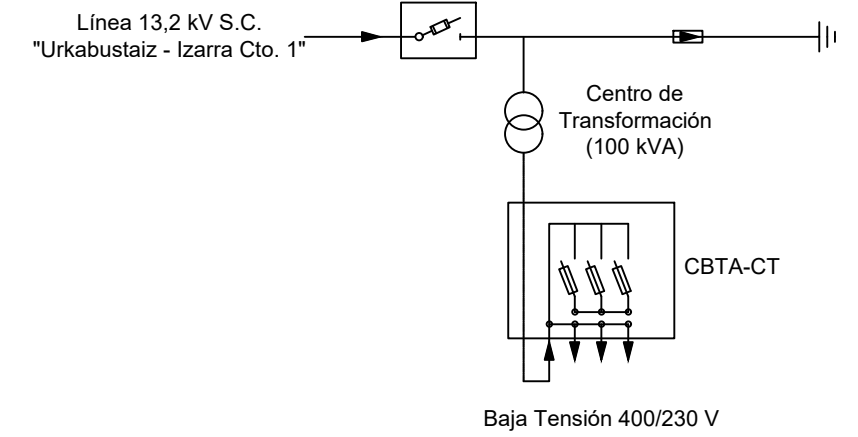 Línea 13,2 kV S.C.
"Urkabustaiz - Izarra Cto. 1"
Centro de
Transformación
(100 kVA)
CBTA-CT
Baja Tensión 400/230 V